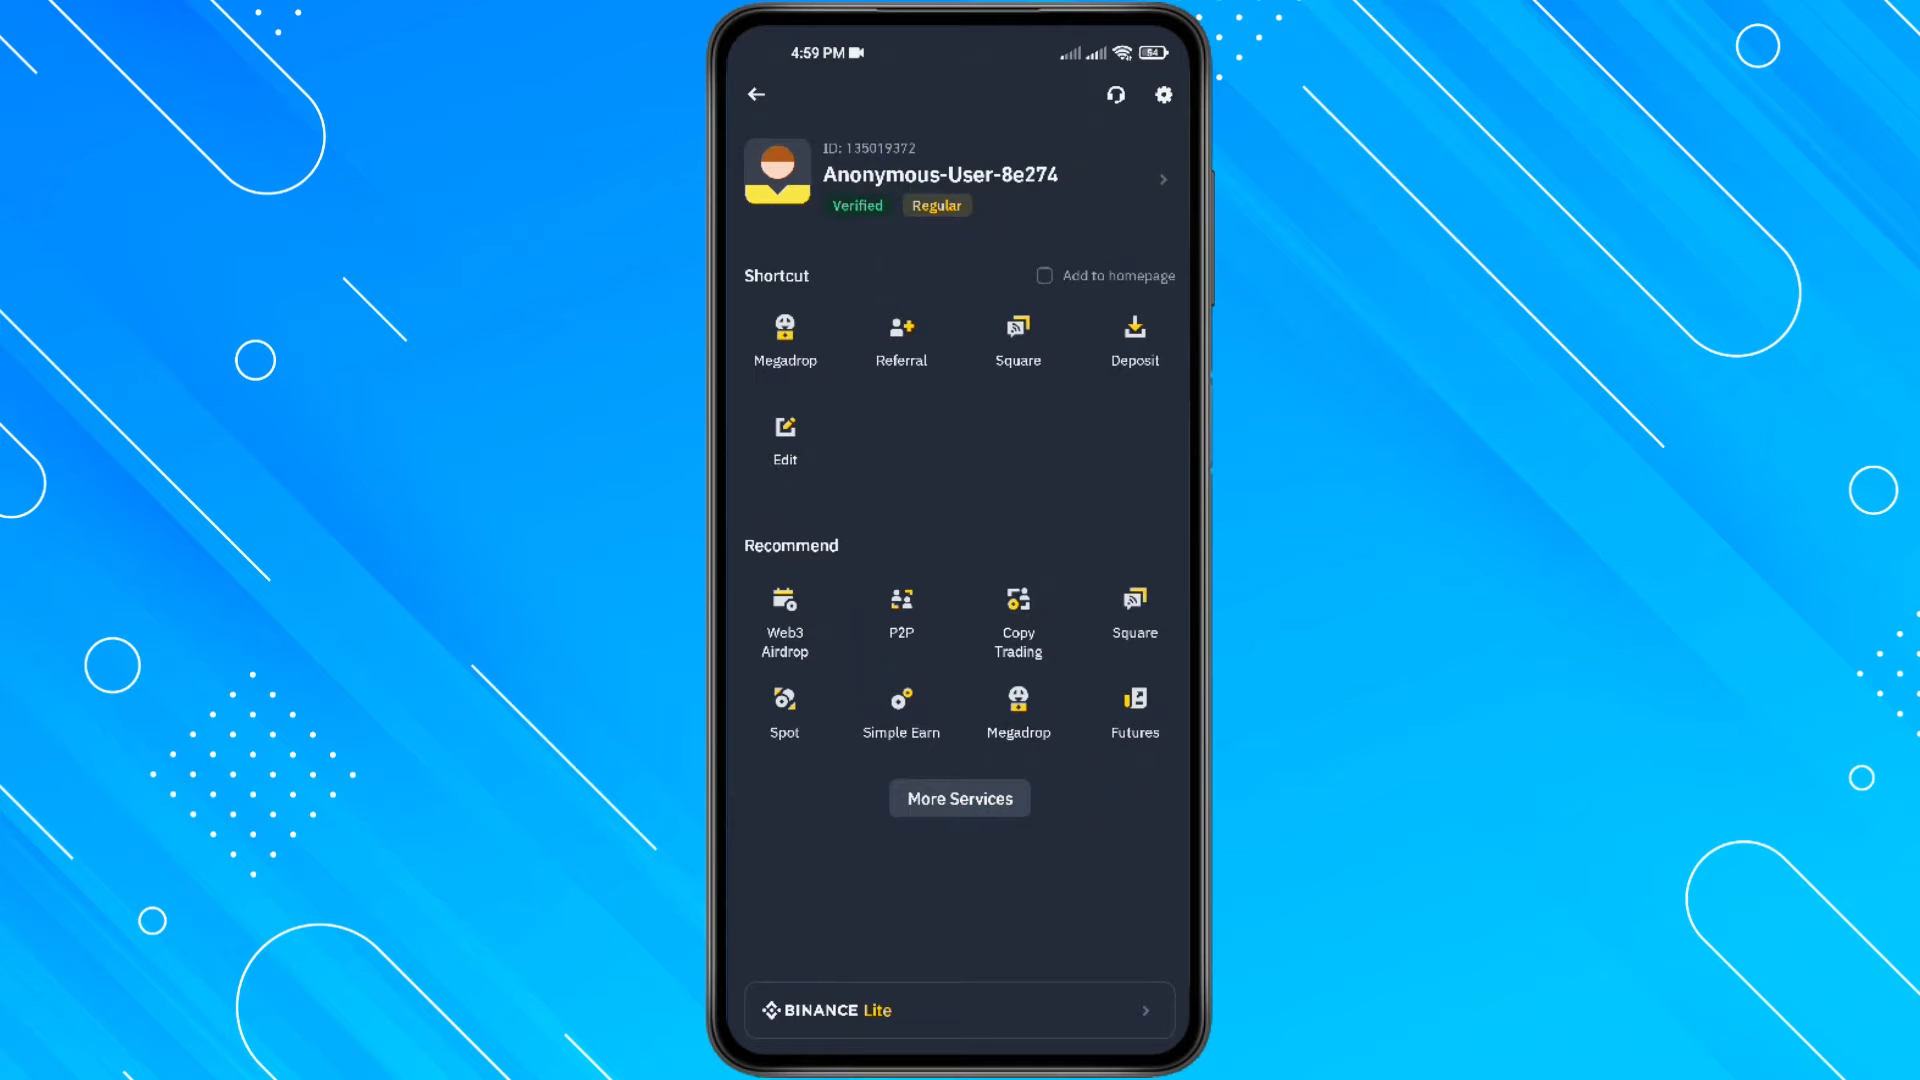 4:59 PM
54
ID: 135019372
Anonymous-User-8e274
Verified Regular
Shortcut Add to homepage
Megadrop Referral Square Deposit
Edit
Recommend
Web3 Airdrop P2P Copy Trading Square
Spot Simple Earn Megadrop Futures
More Services
BINANCE Lite